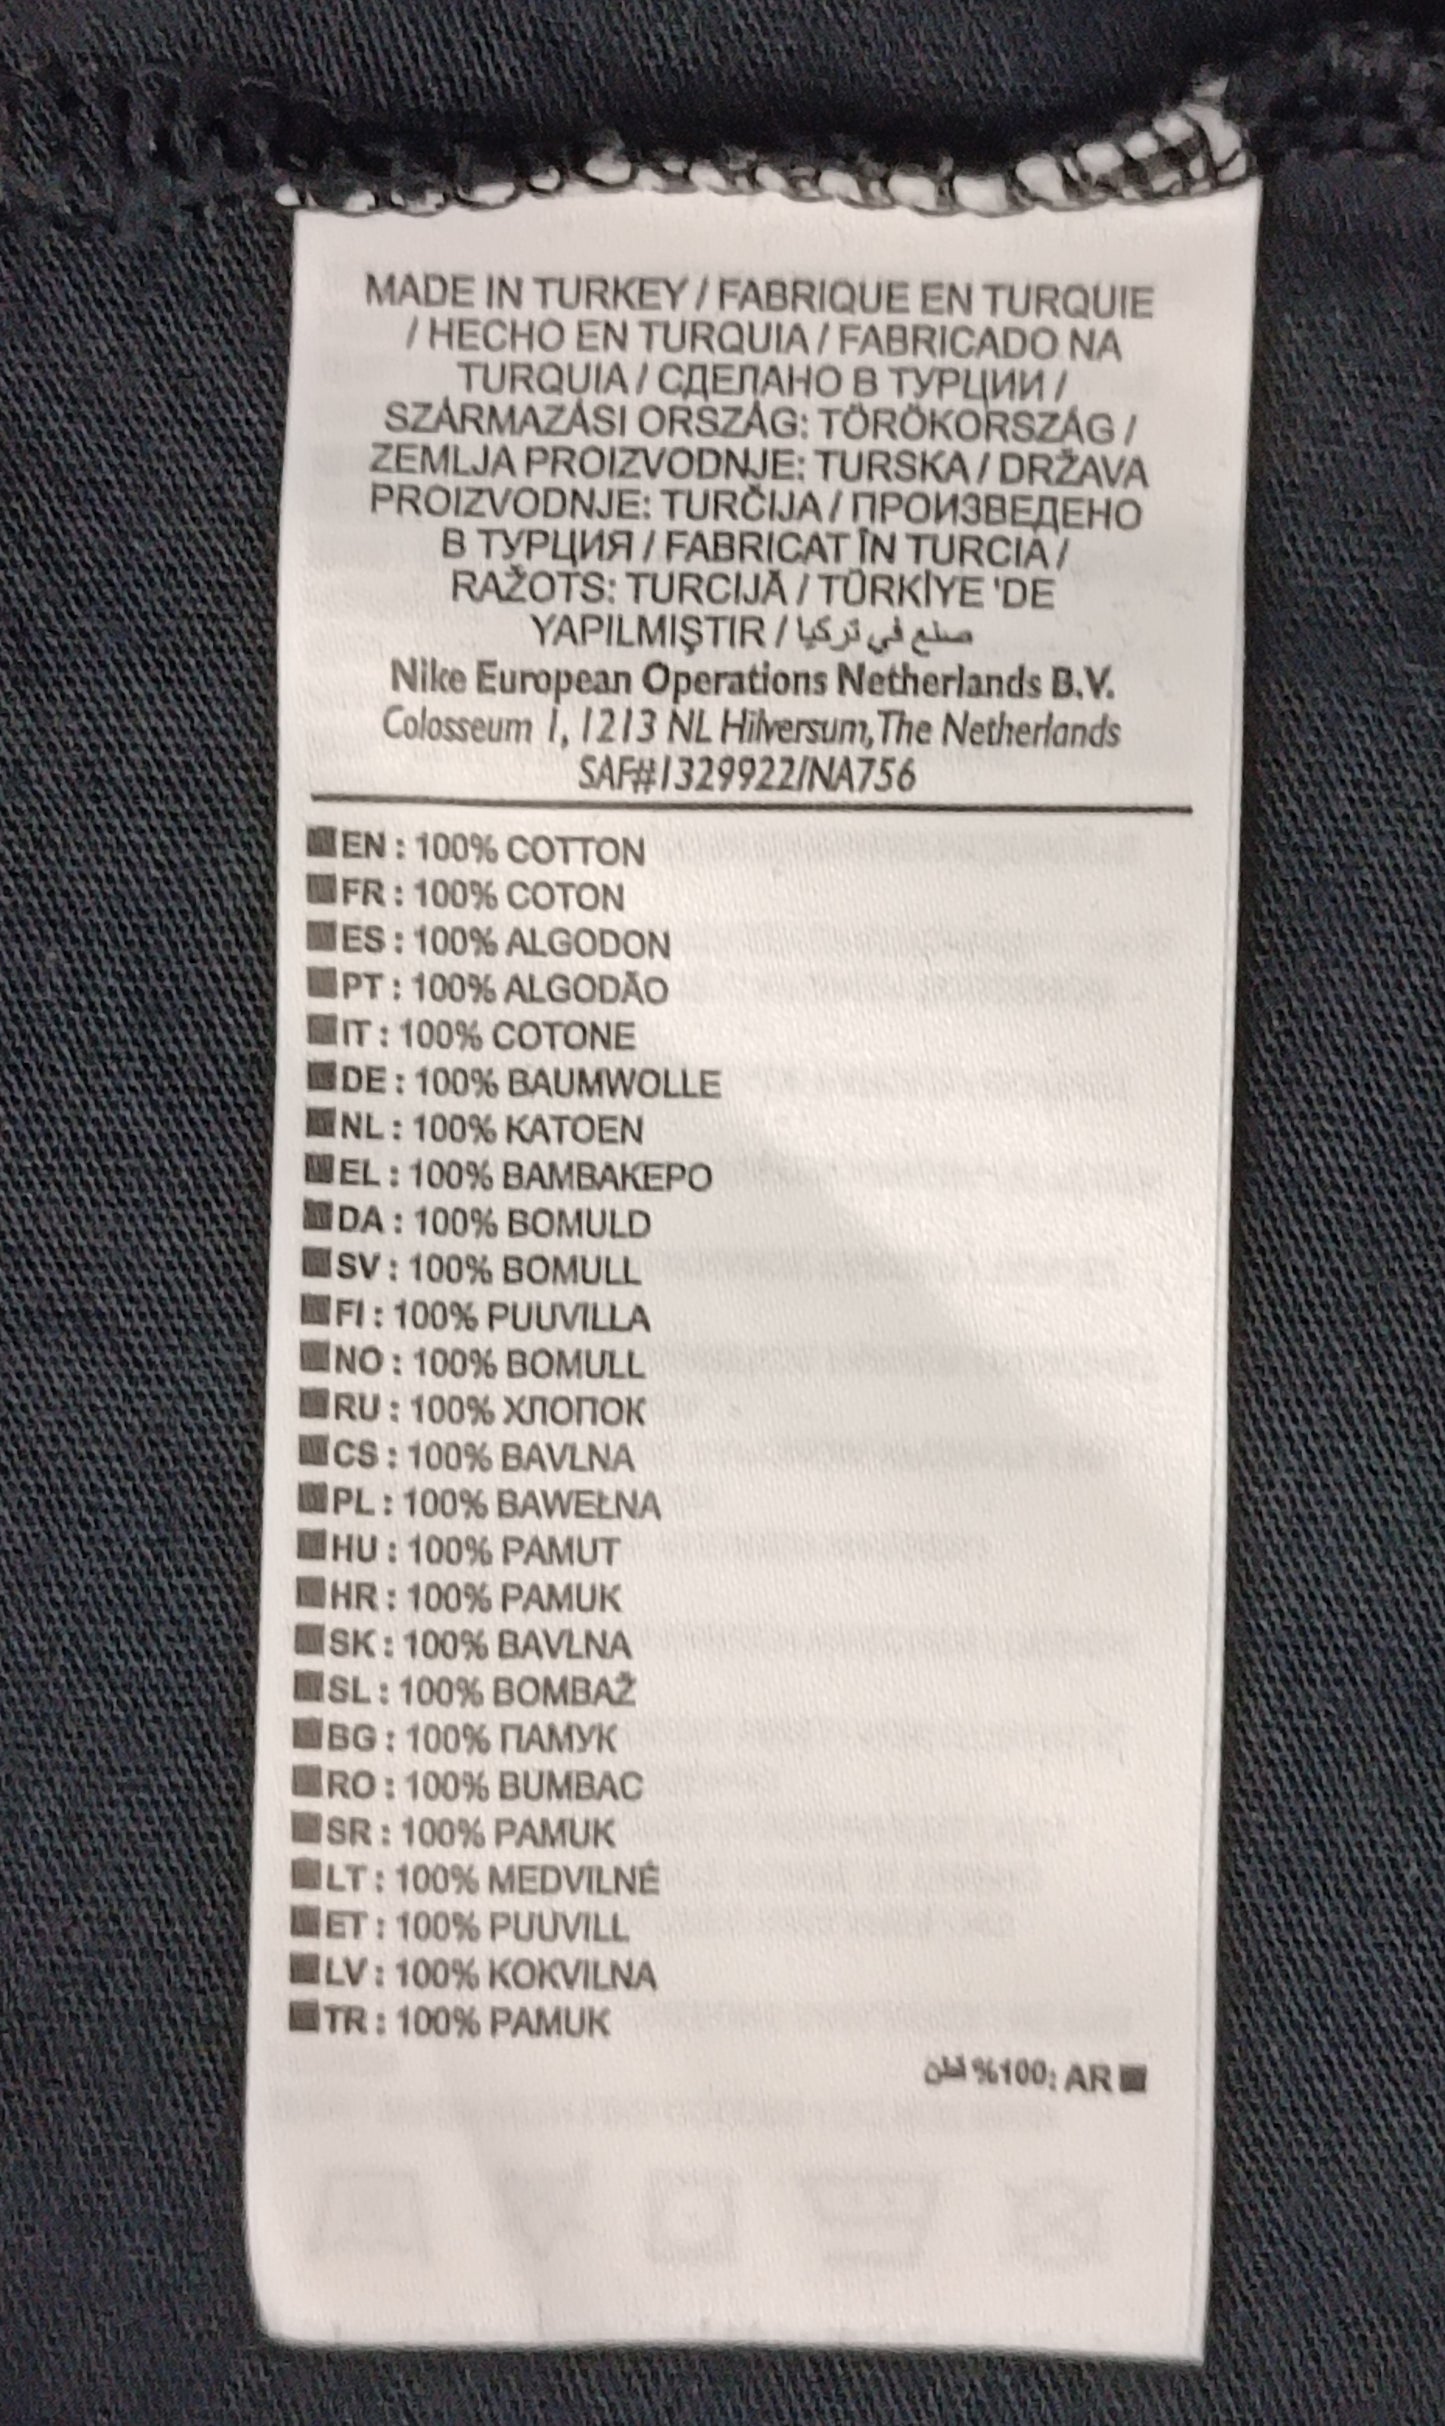 MADE IN TURKEY / FABRIQUE EN TURQUIE
/ HECHO EN TURQUIA / FABRICADO NA
TURQUIA / СДЕЛАНО В ТУРЦИИ /
SZÁRMAZÁSI ORSZÁG: TÖRÖKORSZÁG /
ZEMLJA PROIZVODNJE: TURSKA / DRŽAVA
PROIZVODNJE: TURČIJA / ПРОИЗВЕДЕНО
В ТУРЦИЯ / FABRICAT ÎN TURCIA /
RAŽOTS: TURCIJĀ / TÜRKİYE 'DE
YAPILMIŞTIR / صنع في تركيا
Nike European Operations Netherlands B.V.
Colosseum 1, 1213 NL Hilversum, The Netherlands
SAF#1329922/NA756
EN : 100% COTTON
FR : 100% COTON
ES : 100% ALGODON
PT : 100% ALGODÃO
IT : 100% COTONE
DE : 100% BAUMWOLLE
NL : 100% KATOEN
EL : 100% ΒΑΜΒΑΚΕΡΟ
DA : 100% BOMULD
SV : 100% BOMULL
FI : 100% PUUVILLA
NO : 100% BOMULL
RU : 100% ХЛОПОК
CS : 100% BAVLNA
PL : 100% BAWEŁNA
HU : 100% PAMUT
HR : 100% PAMUK
SK : 100% BAVLNA
SL : 100% BOMBAŽ
BG : 100% ПАМУК
RO : 100% BUMBAC
SR : 100% PAMUK
LT : 100% MEDVILNĖ
ET : 100% PUUVILL
LV : 100% KOKVILNA
TR : 100% PAMUK
AR :100% قطن